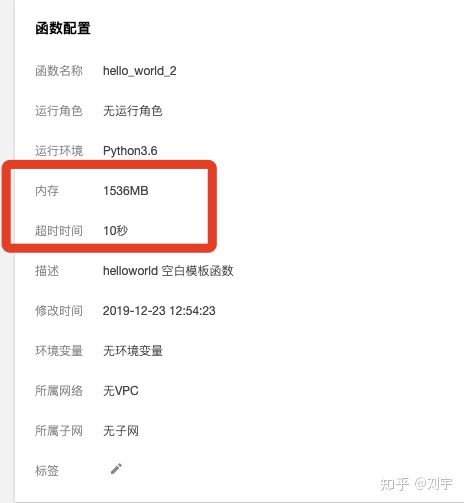 函数配置
函数名称 hello_world_2
运行角色 无运行角色
运行环境 Python3.6
内存 1536MB
超时时间 10秒
描述 helloworld 空白模板函数
修改时间 2019-12-23 12:54:23
环境变量 无环境变量
所属网络 无VPC
所属子网 无子网
标签
知乎 @刘宇